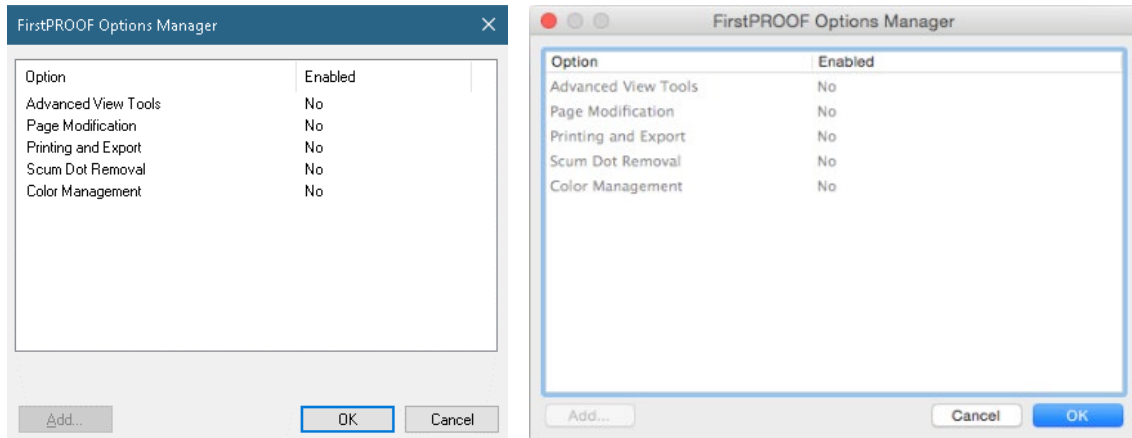 FirstPROOF Options Manager
Option Enabled
Advanced View Tools No
Page Modification No
Printing and Export No
Scum Dot Removal No
Color Management No
Add... OK Cancel
FirstPROOF Options Manager
Option Enabled
Advanced View Tools No
Page Modification No
Printing and Export No
Scum Dot Removal No
Color Management No
Add... Cancel OK